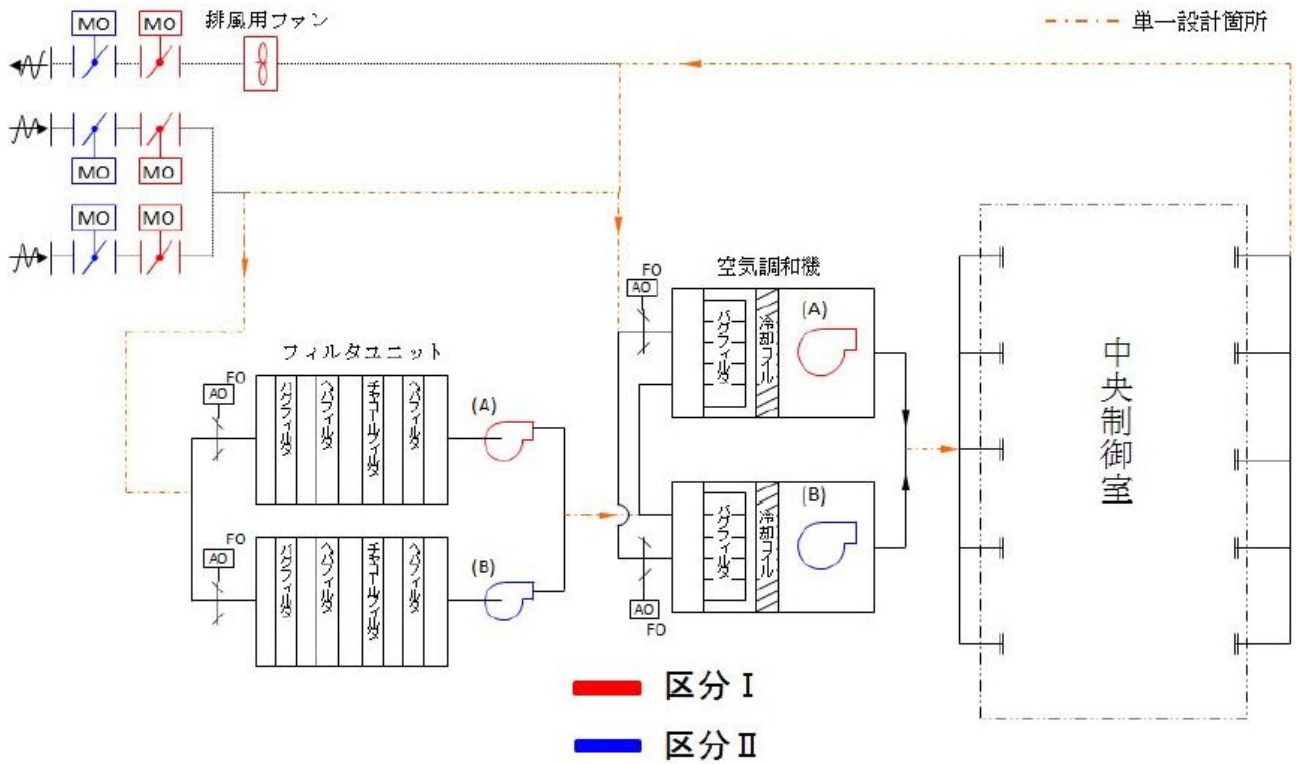 MO
MO
排風用ファン
単一設計箇所
MO
MO
MO
MO
空気調和機
FO
AO
バグフィルタ
冷却コイル
(A)
フィルタユニット
FO
AO
バグフィルタ
ヘパフィルタ
チャコールフィルタ
ヘパフィルタ
(A)
中央制御室
バグフィルタ
冷却コイル
(B)
FO
AO
バグフィルタ
ヘパフィルタ
チャコールフィルタ
ヘパフィルタ
(B)
AO
FO
区分Ⅰ
区分Ⅱ